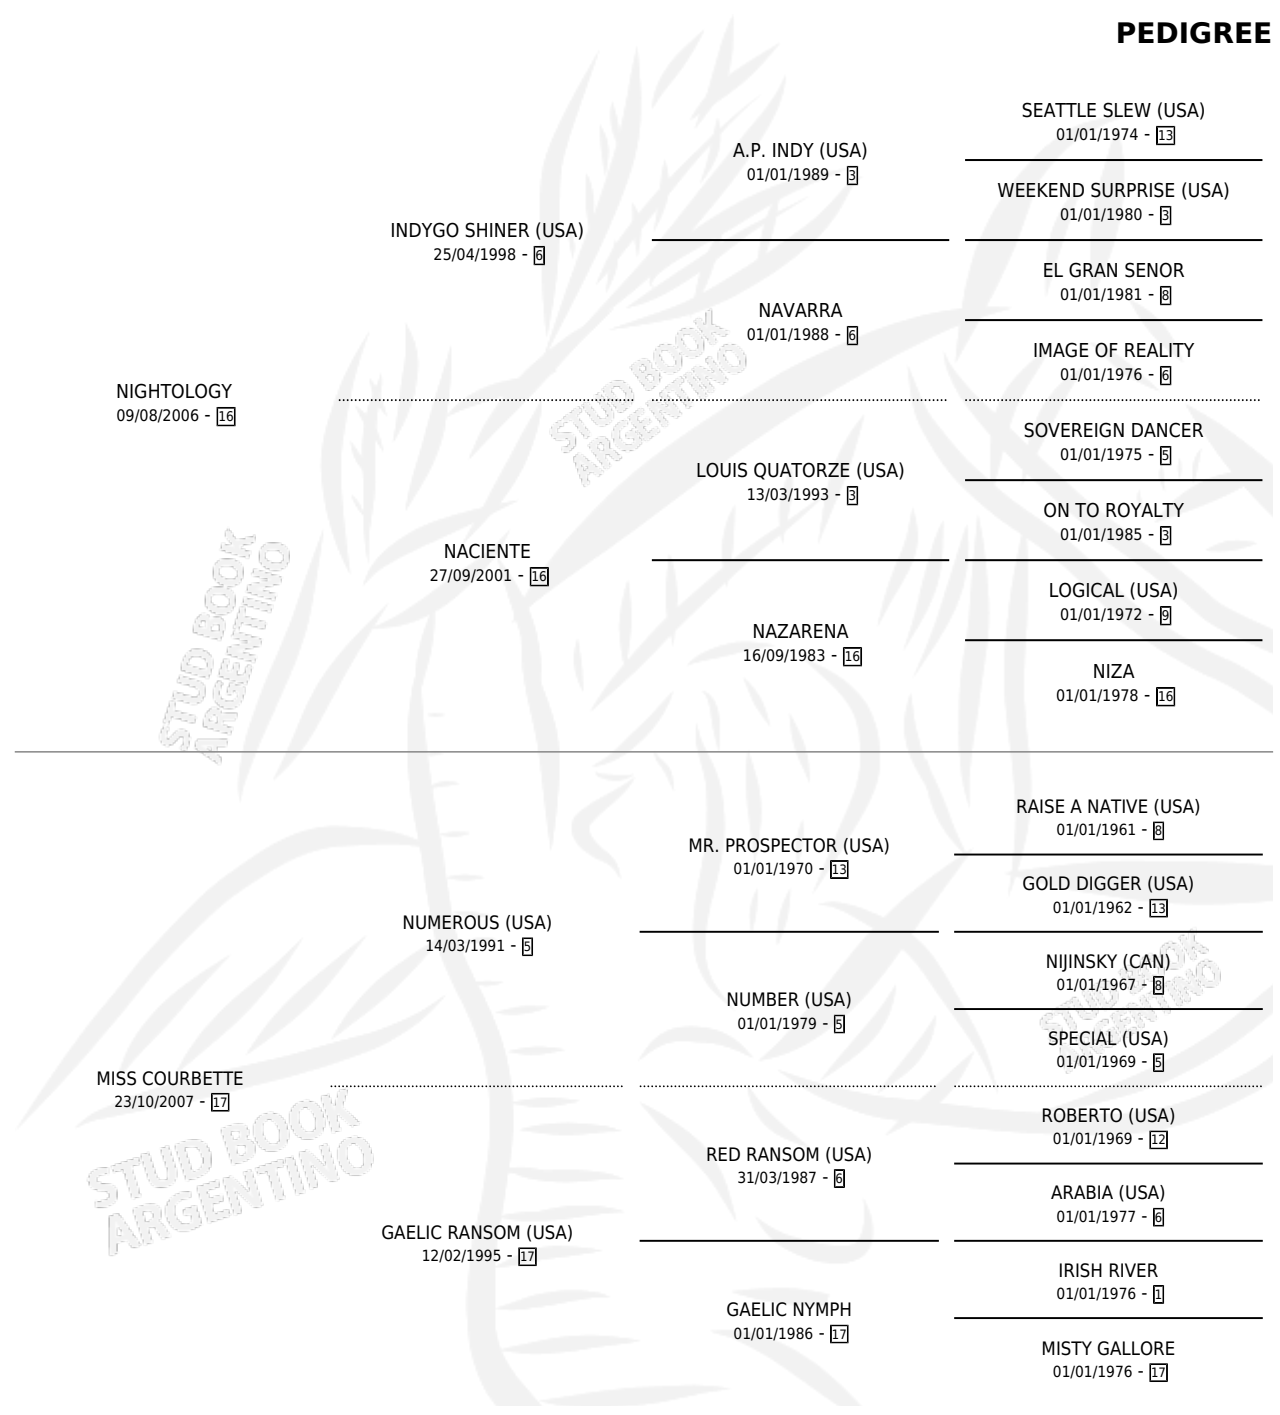 PEDIGREE
SEATTLE SLEW (USA)
01/01/1974 - 13
A.P. INDY (USA)
01/01/1989 - 3
WEEKEND SURPRISE (USA)
01/01/1980 - 3
INDYGO SHINER (USA)
25/04/1998 - 6
EL GRAN SENOR
01/01/1981 - 8
NAVARRA
01/01/1988 - 6
IMAGE OF REALITY
01/01/1976 - 6
NIGHTOLOGY
09/08/2006 - 16
SOVEREIGN DANCER
01/01/1975 - 5
LOUIS QUATORZE (USA)
13/03/1993 - 3
ON TO ROYALTY
01/01/1985 - 3
NACIENTE
27/09/2001 - 16
LOGICAL (USA)
01/01/1972 - 9
NAZARENA
16/09/1983 - 16
NIZA
01/01/1978 - 16
STUD BOOK
ARGENTINO
STUD BOOK
ARGENTINO
RAISE A NATIVE (USA)
01/01/1961 - 8
MR. PROSPECTOR (USA)
01/01/1970 - 13
GOLD DIGGER (USA)
01/01/1962 - 13
NUMEROUS (USA)
14/03/1991 - 5
NIJINSKY (CAN)
01/01/1967 - 8
NUMBER (USA)
01/01/1979 - 5
SPECIAL (USA)
01/01/1969 - 5
MISS COURBETTE
23/10/2007 - 17
ROBERTO (USA)
01/01/1969 - 12
RED RANSOM (USA)
31/03/1987 - 6
ARABIA (USA)
01/01/1977 - 6
GAELIC RANSOM (USA)
12/02/1995 - 17
IRISH RIVER
01/01/1976 - 1
GAELIC NYMPH
01/01/1986 - 17
MISTY GALLORE
01/01/1976 - 17
STUD BOOK
ARGENTINO
STUD BOOK
ARGENTINO